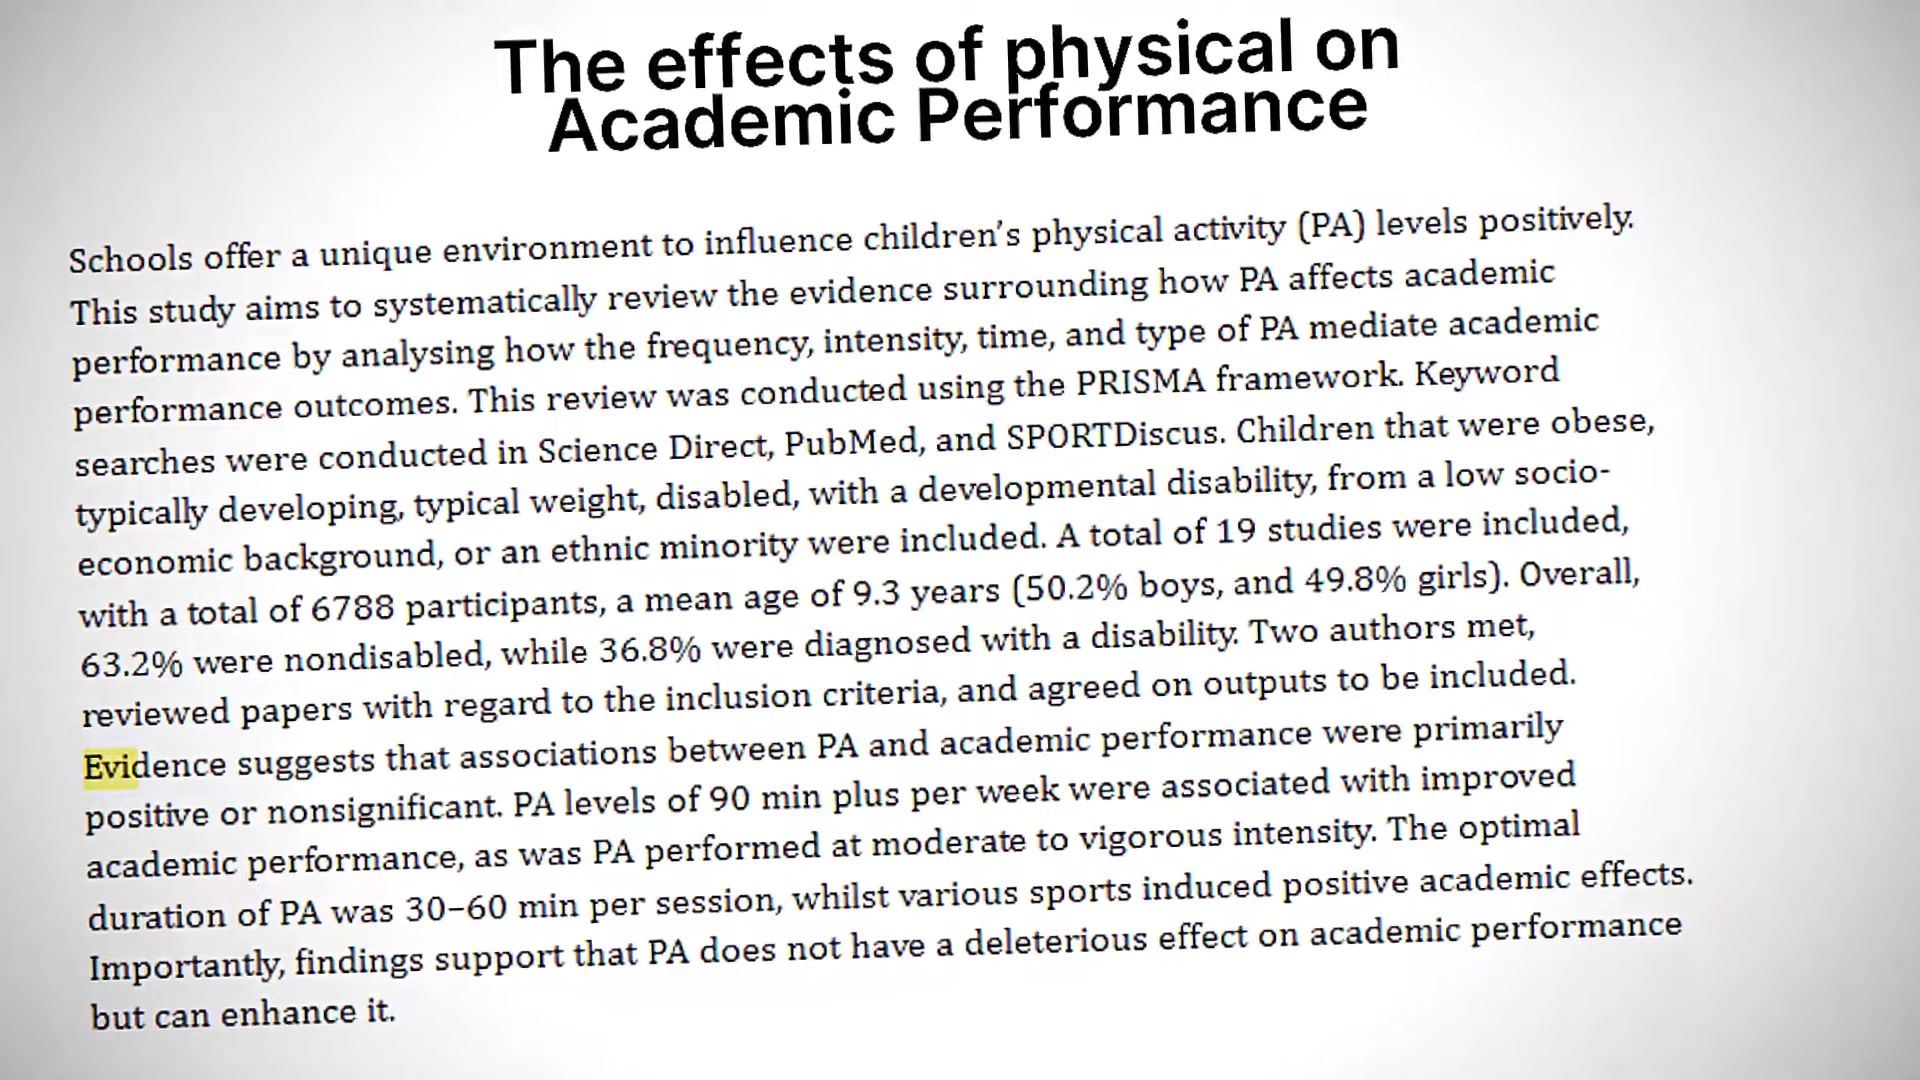 The effects of physical on
Academic Performance
Schools offer a unique environment to influence children's physical activity (PA) levels positively.
This study aims to systematically review the evidence surrounding how PA affects academic
performance by analysing how the frequency, intensity, time, and type of PA mediate academic
performance outcomes. This review was conducted using the PRISMA framework. Keyword
searches were conducted in Science Direct, PubMed, and SPORTDiscus. Children that were obese,
typically developing, typical weight, disabled, with a developmental disability, from a low socio-
economic background, or an ethnic minority were included. A total of 19 studies were included,
with a total of 6788 participants, a mean age of 9.3 years (50.2% boys, and 49.8% girls). Overall,
63.2% were nondisabled, while 36.8% were diagnosed with a disability. Two authors met,
reviewed papers with regard to the inclusion criteria, and agreed on outputs to be included.
Evidence suggests that associations between PA and academic performance were primarily
positive or nonsignificant. PA levels of 90 min plus per week were associated with improved
academic performance, as was PA performed at moderate to vigorous intensity. The optimal
duration of PA was 30–60 min per session, whilst various sports induced positive academic effects.
Importantly, findings support that PA does not have a deleterious effect on academic performance
but can enhance it.